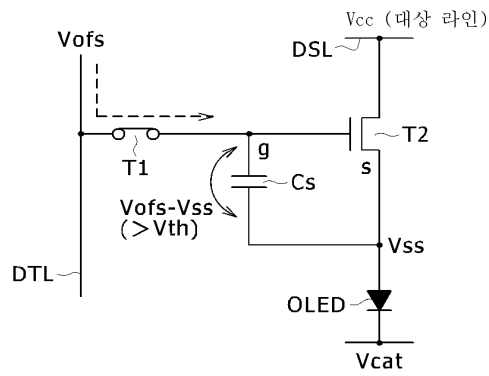 Vcc (대상 라인)
Vofs
DSL
T1
g
T2
s
Cs
Vofs-Vss
(>Vth)
Vss
DTL
OLED
Vcat